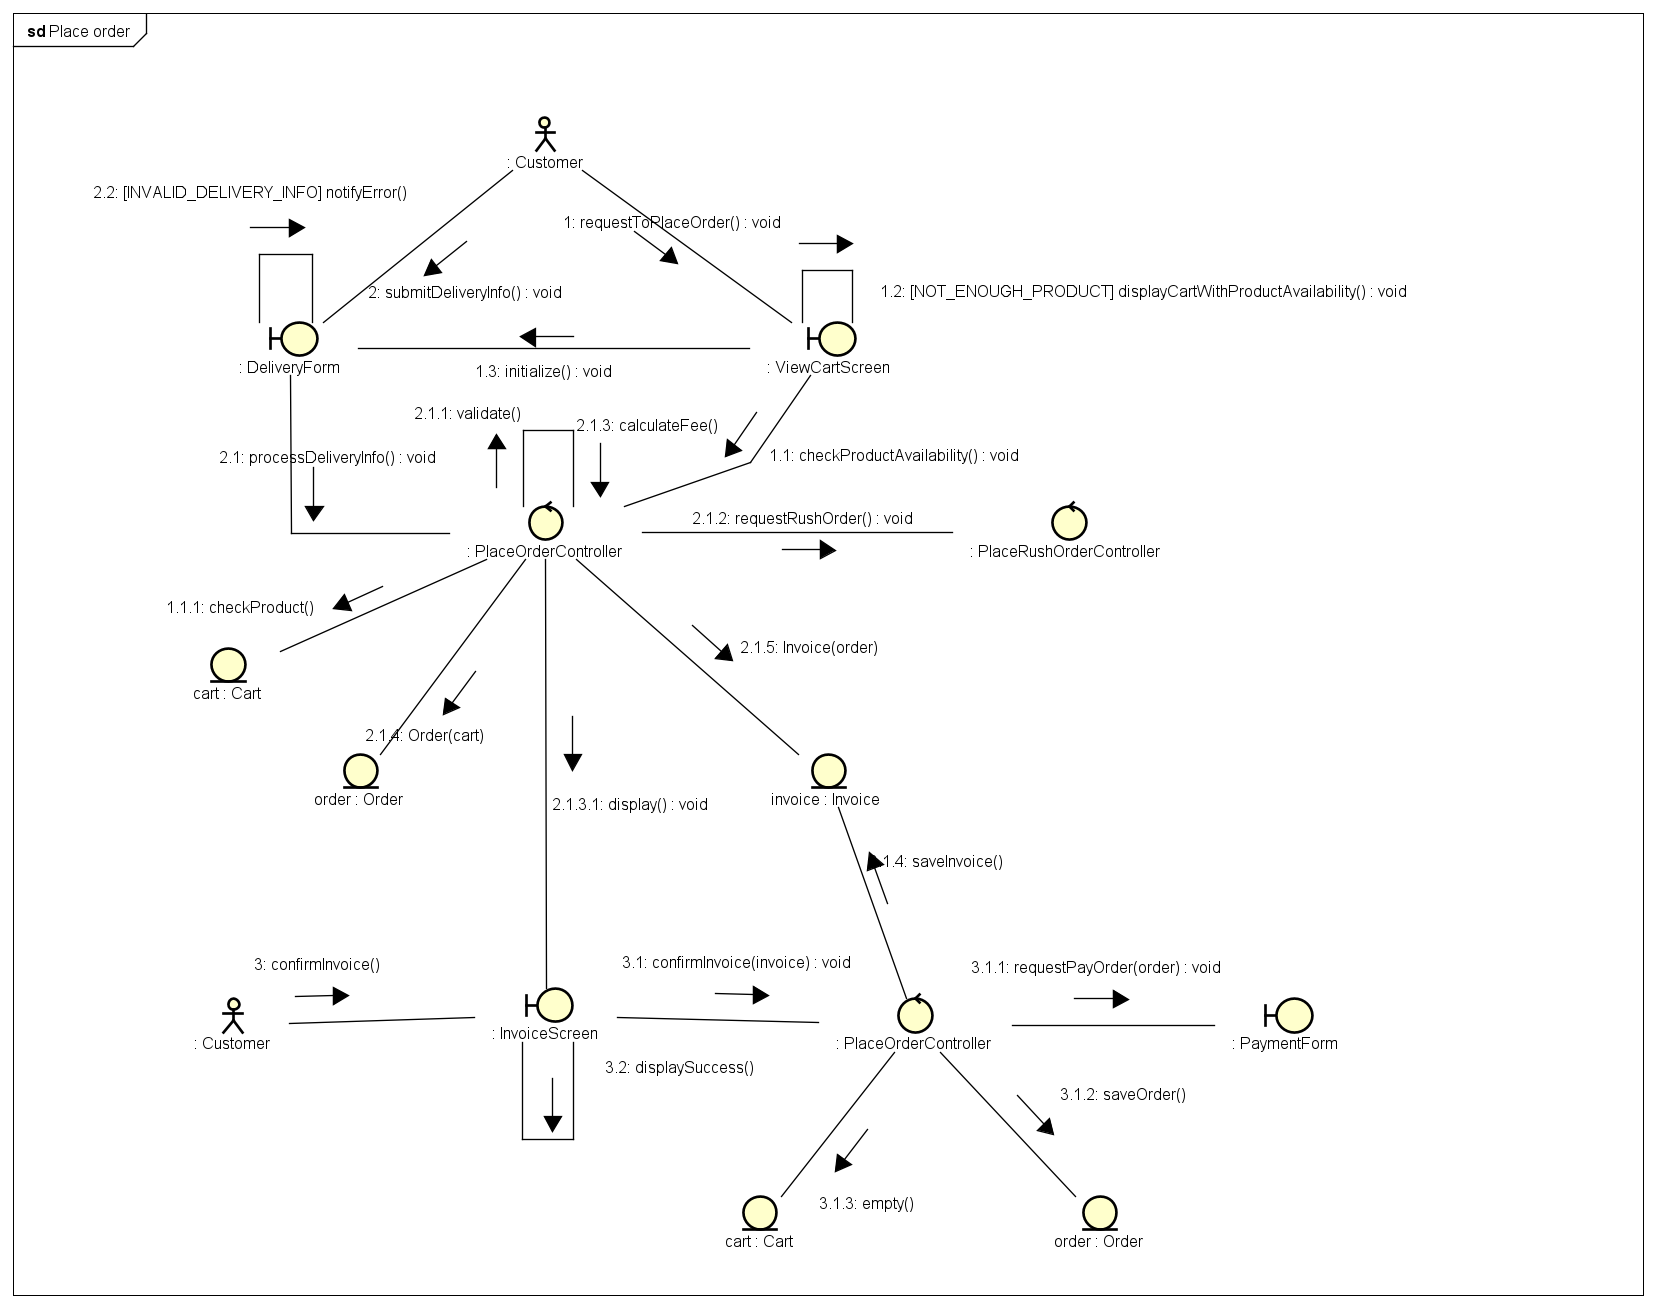 sd Place order
: Customer
2.2: [INVALID_DELIVERY_INFO] notifyError()
1: requestToPlaceOrder() : void
2: submitDeliveryInfo() : void
1.2: [NOT_ENOUGH_PRODUCT] displayCartWithProductAvailability() : void
: DeliveryForm
1.3: initialize() : void
: ViewCartScreen
2.1.1: validate()
2.1.3: calculateFee()
2.1: processDeliveryInfo() : void
1.1: checkProductAvailability() : void
2.1.2: requestRushOrder() : void
: PlaceOrderController
: PlaceRushOrderController
1.1.1: checkProduct()
2.1.5: Invoice(order)
cart : Cart
2.1.4: Order(cart)
order : Order
invoice : Invoice
2.1.3.1: display() : void
.1.4: saveInvoice()
3: confirmInvoice()
3.1: confirmInvoice(invoice) : void
3.1.1: requestPayOrder(order) : void
: Customer
: InvoiceScreen
: PlaceOrderController
: PaymentForm
3.2: displaySuccess()
3.1.2: saveOrder()
3.1.3: empty()
cart : Cart
order : Order